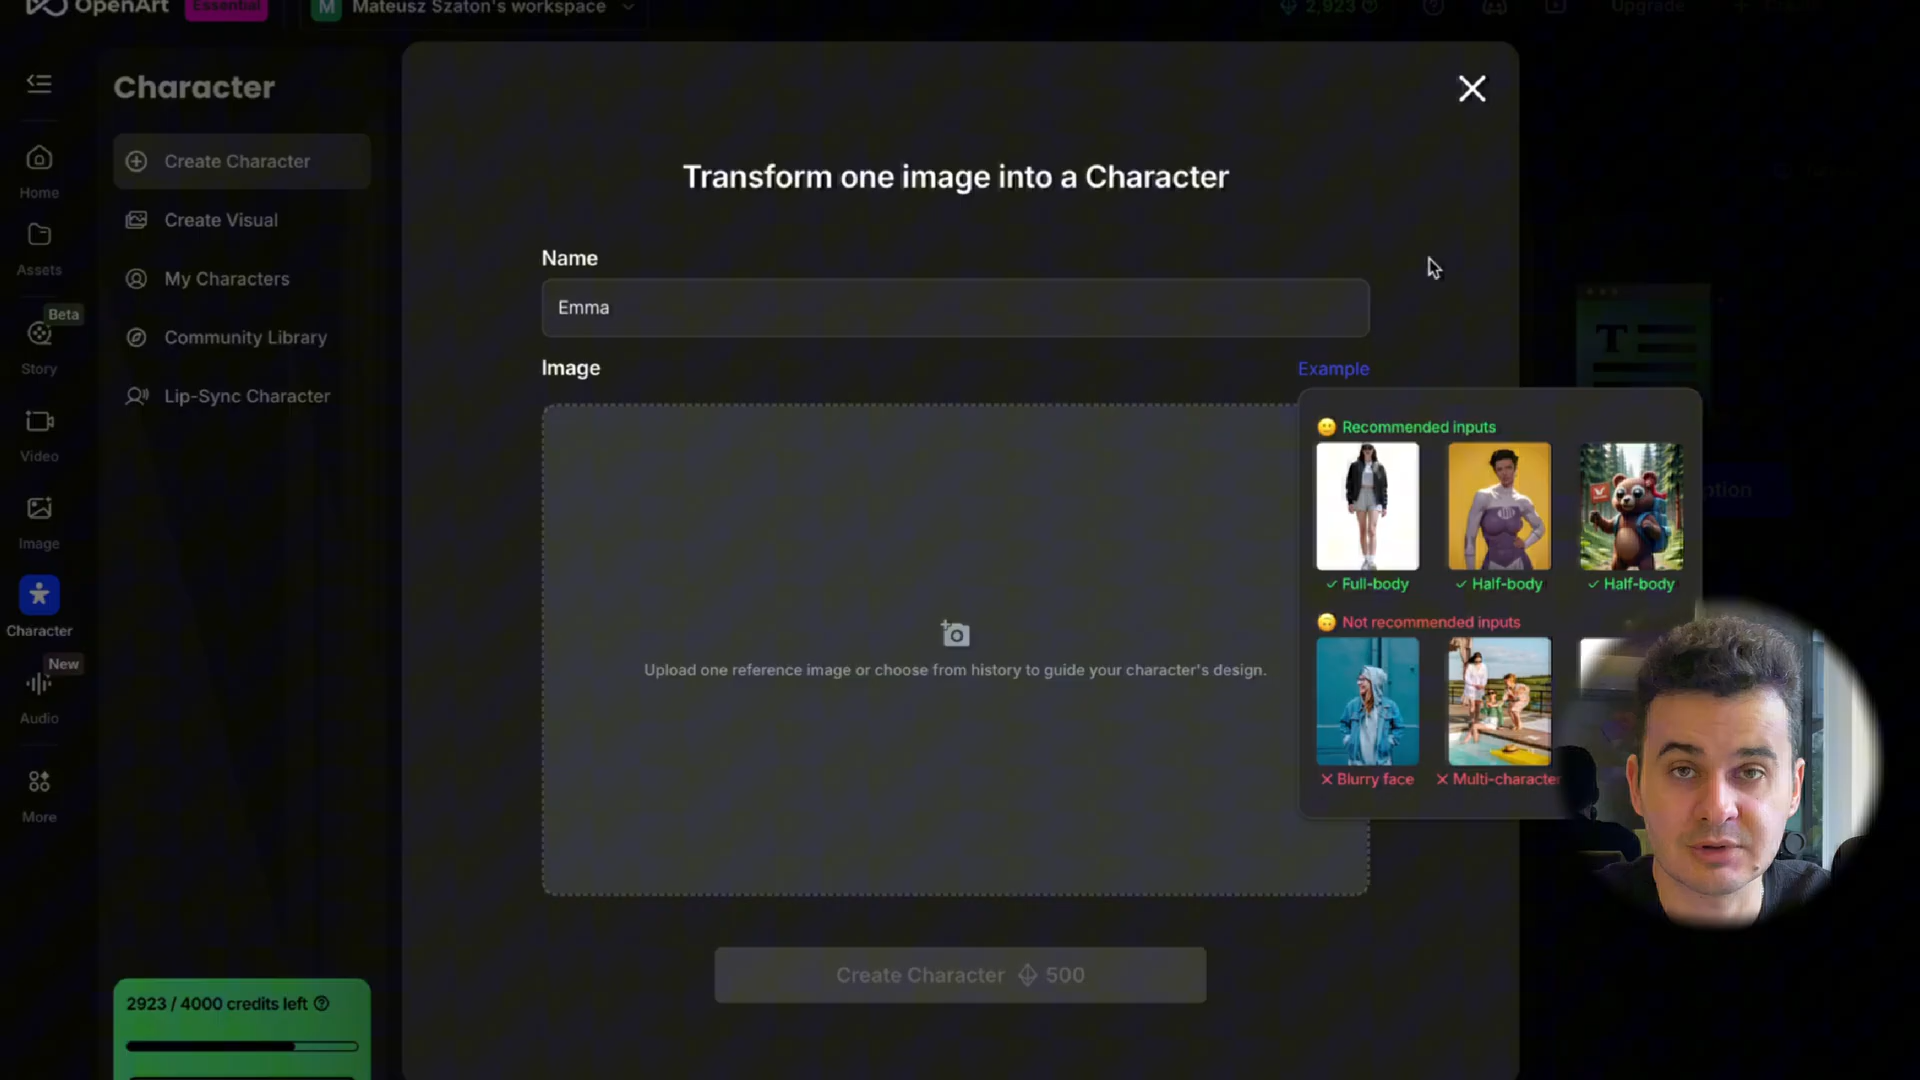 OpenArt
Essential
M
Mateusz Szaton's workspace
2,923
Upgrade
Character
Create Character
Create Visual
My Characters
Community Library
Lip-Sync Character
Home
Assets
Beta
Story
Video
Image
Character
New
Audio
More
2923 / 4000 credits left
Transform one image into a Character
Name
Emma
Image
Example
Upload one reference image or choose from history to guide your character's design.
Create Character 500
Recommended inputs
✓ Full-body
✓ Half-body
✓ Half-body
Not recommended inputs
✕ Blurry face
✕ Multi-character
T